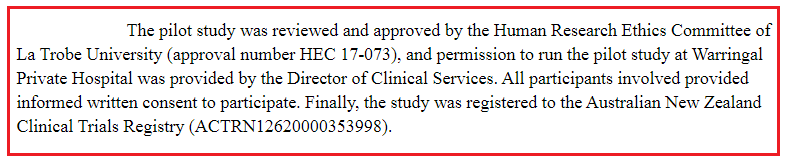 The pilot study was reviewed and approved by the Human Research Ethics Committee of
La Trobe University (approval number HEC 17-073), and permission to run the pilot study at Warringal
Private Hospital was provided by the Director of Clinical Services. All participants involved provided
informed written consent to participate. Finally, the study was registered to the Australian New Zealand
Clinical Trials Registry (ACTRN12620000353998).